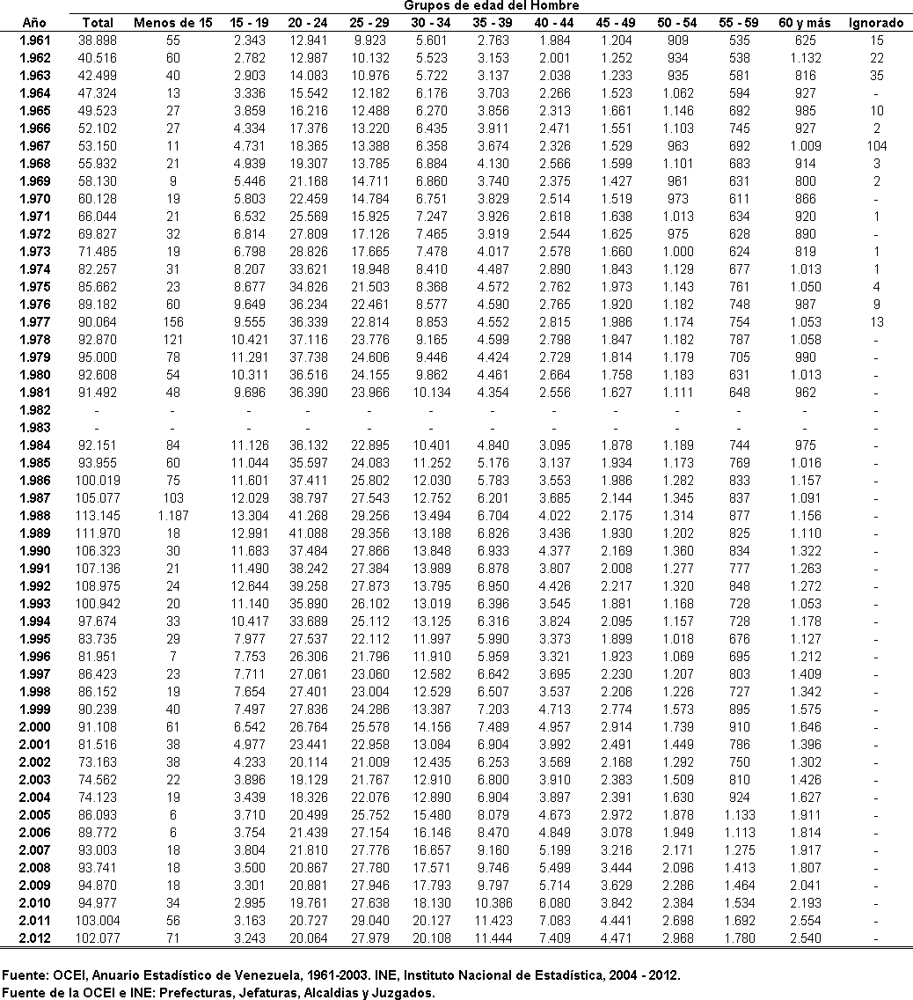 Grupos de edad del Hombre
Año Total Menos de 15 15 - 19 20 - 24 25 - 29 30 - 34 35 - 39 40 - 44 45 - 49 50 - 54 55 - 59 60 y más Ignorado
1.961 38.898 55 2.343 12.941 9.923 5.601 2.763 1.984 1.204 909 535 625 15
1.962 40.516 60 2.782 12.987 10.132 5.523 3.153 2.001 1.252 934 538 1.132 22
1.963 42.499 40 2.903 14.083 10.976 5.722 3.137 2.038 1.233 935 581 816 35
1.964 47.324 13 3.336 15.542 12.182 6.176 3.703 2.266 1.523 1.062 594 927 -
1.965 49.523 27 3.859 16.216 12.488 6.270 3.856 2.313 1.661 1.146 692 985 10
1.966 52.102 27 4.334 17.376 13.220 6.435 3.911 2.471 1.551 1.103 745 927 2
1.967 53.150 11 4.731 18.365 13.388 6.358 3.674 2.326 1.529 963 692 1.009 104
1.968 55.932 21 4.939 19.307 13.785 6.884 4.130 2.566 1.599 1.101 683 914 3
1.969 58.130 9 5.446 21.168 14.711 6.860 3.740 2.375 1.427 961 631 800 2
1.970 60.128 19 5.803 22.459 14.784 6.751 3.829 2.514 1.519 973 611 866 -
1.971 66.044 21 6.532 25.569 15.925 7.247 3.926 2.618 1.638 1.013 634 920 1
1.972 69.827 32 6.814 27.809 17.126 7.465 3.919 2.544 1.625 975 628 890 -
1.973 71.485 19 6.798 28.826 17.665 7.478 4.017 2.578 1.660 1.000 624 819 1
1.974 82.257 31 8.207 33.621 19.948 8.410 4.487 2.890 1.843 1.129 677 1.013 1
1.975 85.662 23 8.677 34.826 21.503 8.368 4.572 2.762 1.973 1.143 761 1.050 4
1.976 89.182 60 9.649 36.234 22.461 8.577 4.590 2.765 1.920 1.182 748 987 9
1.977 90.064 156 9.555 36.339 22.814 8.853 4.552 2.815 1.986 1.174 754 1.053 13
1.978 92.870 121 10.421 37.116 23.776 9.165 4.599 2.798 1.847 1.182 787 1.058 -
1.979 95.000 78 11.291 37.738 24.606 9.446 4.424 2.729 1.814 1.179 705 990 -
1.980 92.608 54 10.311 36.516 24.155 9.862 4.461 2.664 1.758 1.183 631 1.013 -
1.981 91.492 48 9.696 36.390 23.966 10.134 4.354 2.556 1.627 1.111 648 962 -
1.982 - - - - - - - - - - - - -
1.983 - - - - - - - - - - - - -
1.984 92.151 84 11.126 36.132 22.895 10.401 4.840 3.095 1.878 1.189 744 975 -
1.985 93.955 60 11.044 35.597 24.083 11.252 5.176 3.137 1.934 1.173 769 1.016 -
1.986 100.019 75 11.601 37.411 25.802 12.030 5.783 3.553 1.986 1.282 833 1.157 -
1.987 105.077 103 12.029 38.797 27.543 12.752 6.201 3.685 2.144 1.345 837 1.091 -
1.988 113.145 1.187 13.304 41.268 29.256 13.494 6.704 4.022 2.175 1.314 877 1.156 -
1.989 111.970 18 12.991 41.088 29.356 13.188 6.826 3.436 1.930 1.202 825 1.110 -
1.990 106.323 30 11.683 37.484 27.866 13.848 6.933 4.377 2.169 1.360 834 1.322 -
1.991 107.136 21 11.490 38.242 27.384 13.989 6.878 3.807 2.008 1.277 777 1.263 -
1.992 108.975 24 12.644 39.258 27.873 13.795 6.950 4.426 2.217 1.320 848 1.272 -
1.993 100.942 20 11.140 35.890 26.102 13.019 6.396 3.545 1.881 1.168 728 1.053 -
1.994 97.674 33 10.417 33.689 25.112 13.125 6.316 3.824 2.095 1.157 728 1.178 -
1.995 83.735 29 7.977 27.537 22.112 11.997 5.990 3.373 1.899 1.018 676 1.127 -
1.996 81.951 7 7.753 26.306 21.796 11.910 5.959 3.321 1.923 1.069 695 1.212 -
1.997 86.423 23 7.711 27.061 23.060 12.582 6.642 3.695 2.230 1.207 803 1.409 -
1.998 86.152 19 7.654 27.401 23.004 12.529 6.507 3.537 2.206 1.226 727 1.342 -
1.999 90.239 40 7.497 27.836 24.286 13.387 7.203 4.713 2.774 1.573 895 1.575 -
2.000 91.108 61 6.542 26.764 25.578 14.156 7.489 4.957 2.914 1.739 910 1.646 -
2.001 81.516 38 4.977 23.441 22.958 13.084 6.904 3.992 2.491 1.449 786 1.396 -
2.002 73.163 38 4.233 20.114 21.009 12.435 6.253 3.569 2.168 1.292 750 1.302 -
2.003 74.562 22 3.896 19.129 21.767 12.910 6.800 3.910 2.383 1.509 810 1.426 -
2.004 74.123 19 3.439 18.326 22.076 12.890 6.904 3.897 2.391 1.630 924 1.627 -
2.005 86.093 6 3.710 20.499 25.752 15.480 8.079 4.673 2.972 1.878 1.133 1.911 -
2.006 89.772 6 3.754 21.439 27.154 16.146 8.470 4.849 3.078 1.949 1.113 1.814 -
2.007 93.003 18 3.804 21.810 27.776 16.657 9.160 5.199 3.216 2.171 1.275 1.917 -
2.008 93.741 18 3.500 20.867 27.780 17.571 9.746 5.499 3.444 2.096 1.413 1.807 -
2.009 94.870 18 3.301 20.881 27.946 17.793 9.797 5.714 3.629 2.286 1.464 2.041 -
2.010 94.977 34 2.995 19.761 27.638 18.130 10.386 6.080 3.842 2.384 1.534 2.193 -
2.011 103.004 56 3.163 20.727 29.040 20.127 11.423 7.083 4.441 2.698 1.692 2.554 -
2.012 102.077 71 3.243 20.064 27.979 20.108 11.444 7.409 4.471 2.968 1.780 2.540 -
Fuente: OCEI, Anuario Estadístico de Venezuela, 1961-2003. INE, Instituto Nacional de Estadística, 2004 - 2012.
Fuente de la OCEI e INE: Prefecturas, Jefaturas, Alcaldias y Juzgados.